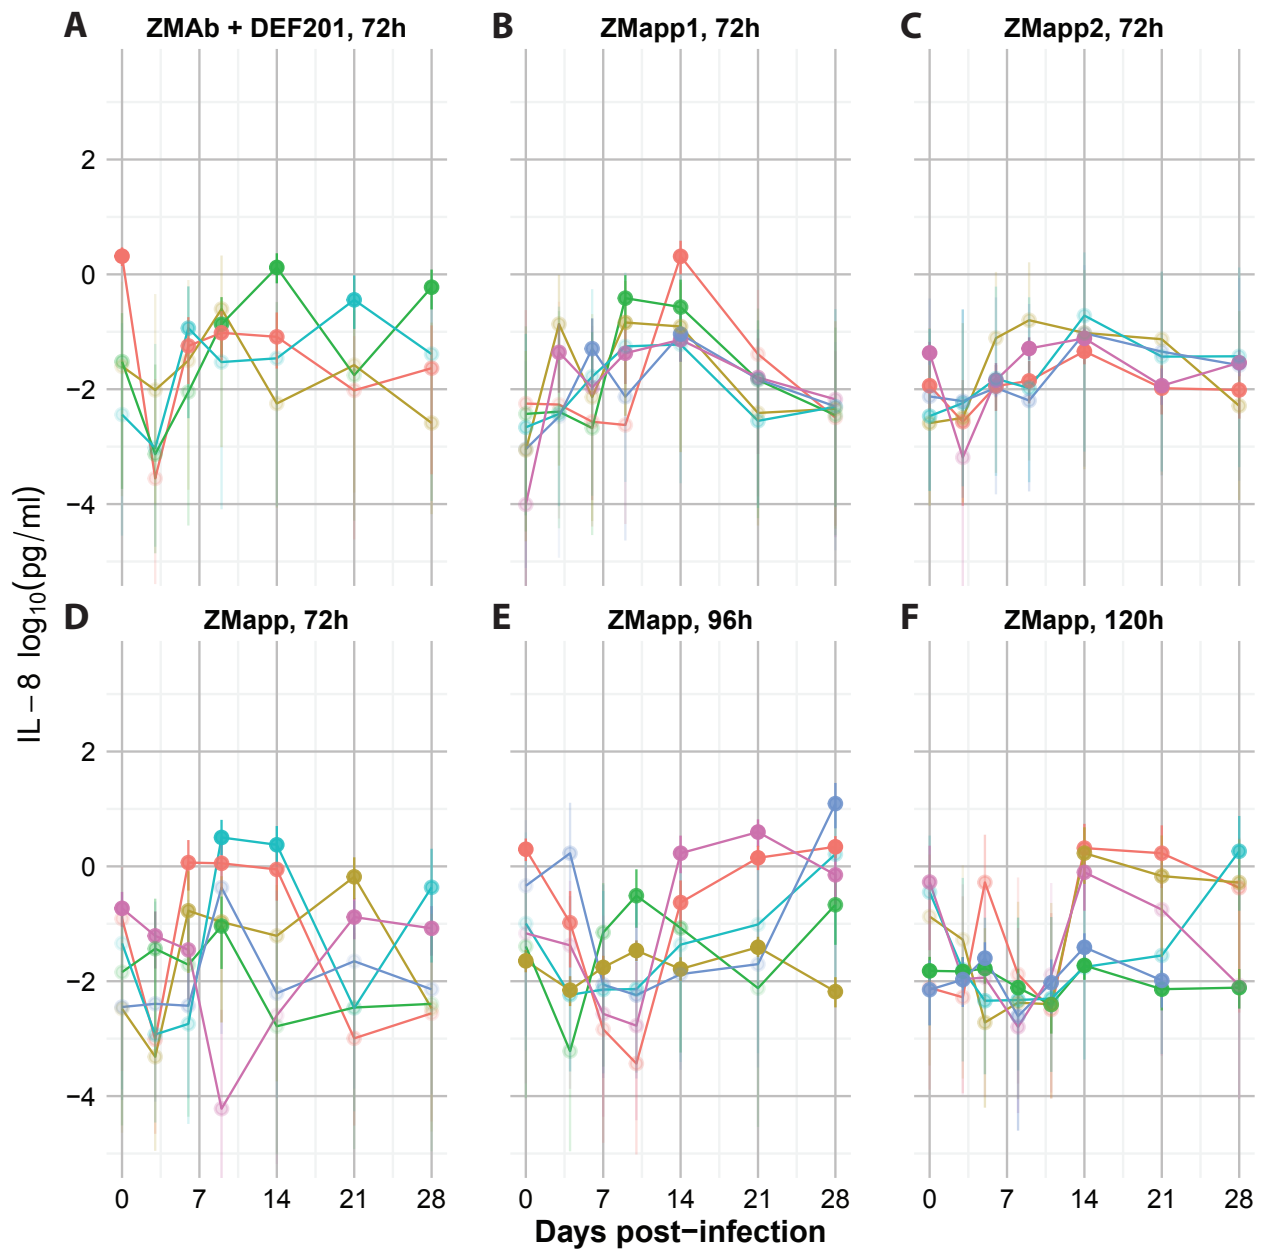 A ZMAb + DEF201, 72h
B ZMapp1, 72h
C ZMapp2, 72h
2
0
−2
−4
IL−8 log10(pg/ml)
D ZMapp, 72h
E ZMapp, 96h
F ZMapp, 120h
2
0
−2
−4
0 7 14 21 28
0 7 14 21 28
0 7 14 21 28
Days post−infection